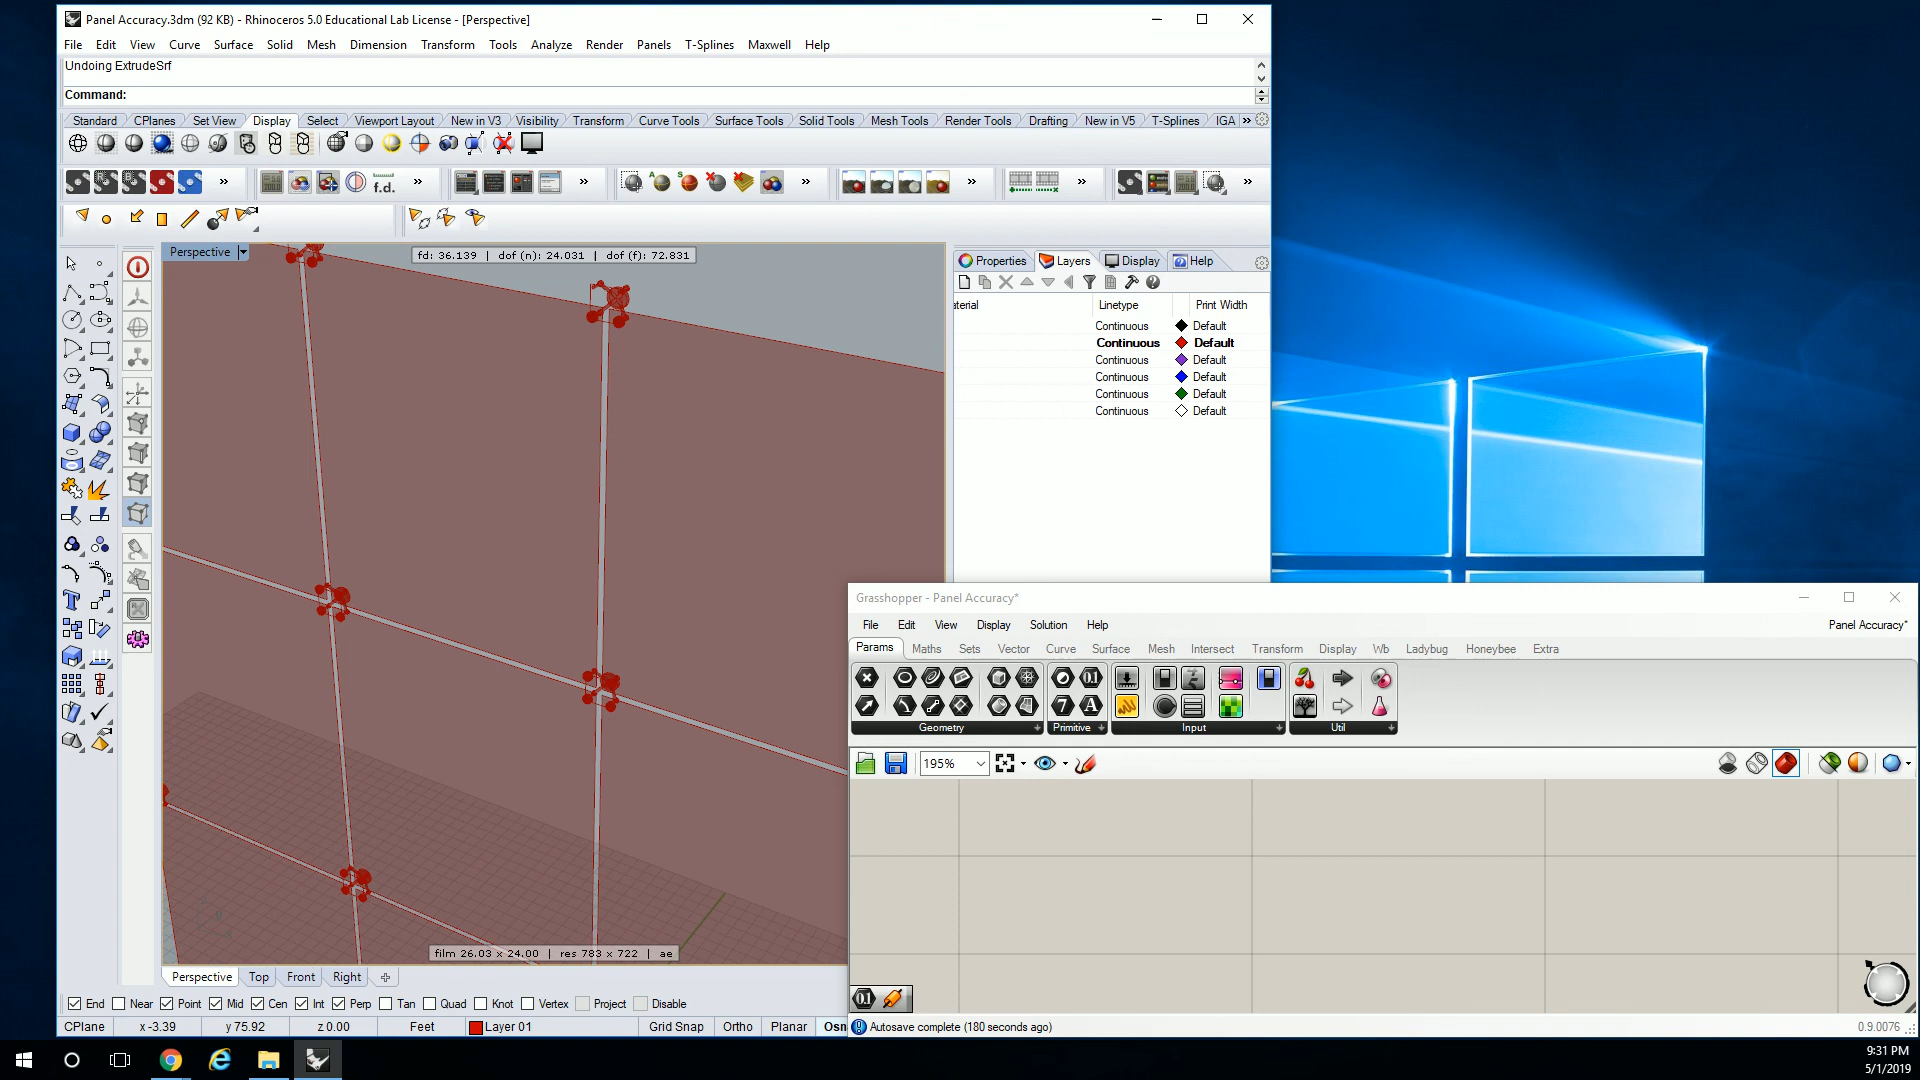 Panel Accuracy.3dm (92 KB) - Rhinoceros 5.0 Educational Lab License - [Perspective]
File Edit View Curve Surface Solid Mesh Dimension Transform Tools Analyze Render Panels T-Splines Maxwell Help
Undoing ExtrudeSrf
Command:
Standard CPlanes Set View Display Select Viewport Layout New in V3 Visibility Transform Curve Tools Surface Tools Solid Tools Mesh Tools Render Tools Drafting New in V5 T-Splines IGA »
f.d.
Perspective
fd: 36.139 | dof (n): 24.031 | dof (f): 72.831
Properties Layers Display Help
aterial Linetype Print Width
Continuous Default
Continuous Default
Continuous Default
Continuous Default
Continuous Default
Continuous Default
film 26.03 x 24.00 | res 783 x 722 | ae
Perspective Top Front Right
End Near Point Mid Cen Int Perp Tan Quad Knot Vertex Project Disable
CPlane x -3.39 y 75.92 z 0.00 Feet Layer 01 Grid Snap Ortho Planar Osn
Grasshopper - Panel Accuracy*
File Edit View Display Solution Help Panel Accuracy*
Params Maths Sets Vector Curve Surface Mesh Intersect Transform Display Wb Ladybug Honeybee Extra
Geometry Primitive Input Util
195%
Autosave complete (180 seconds ago) 0.9.0076
9:31 PM
5/1/2019